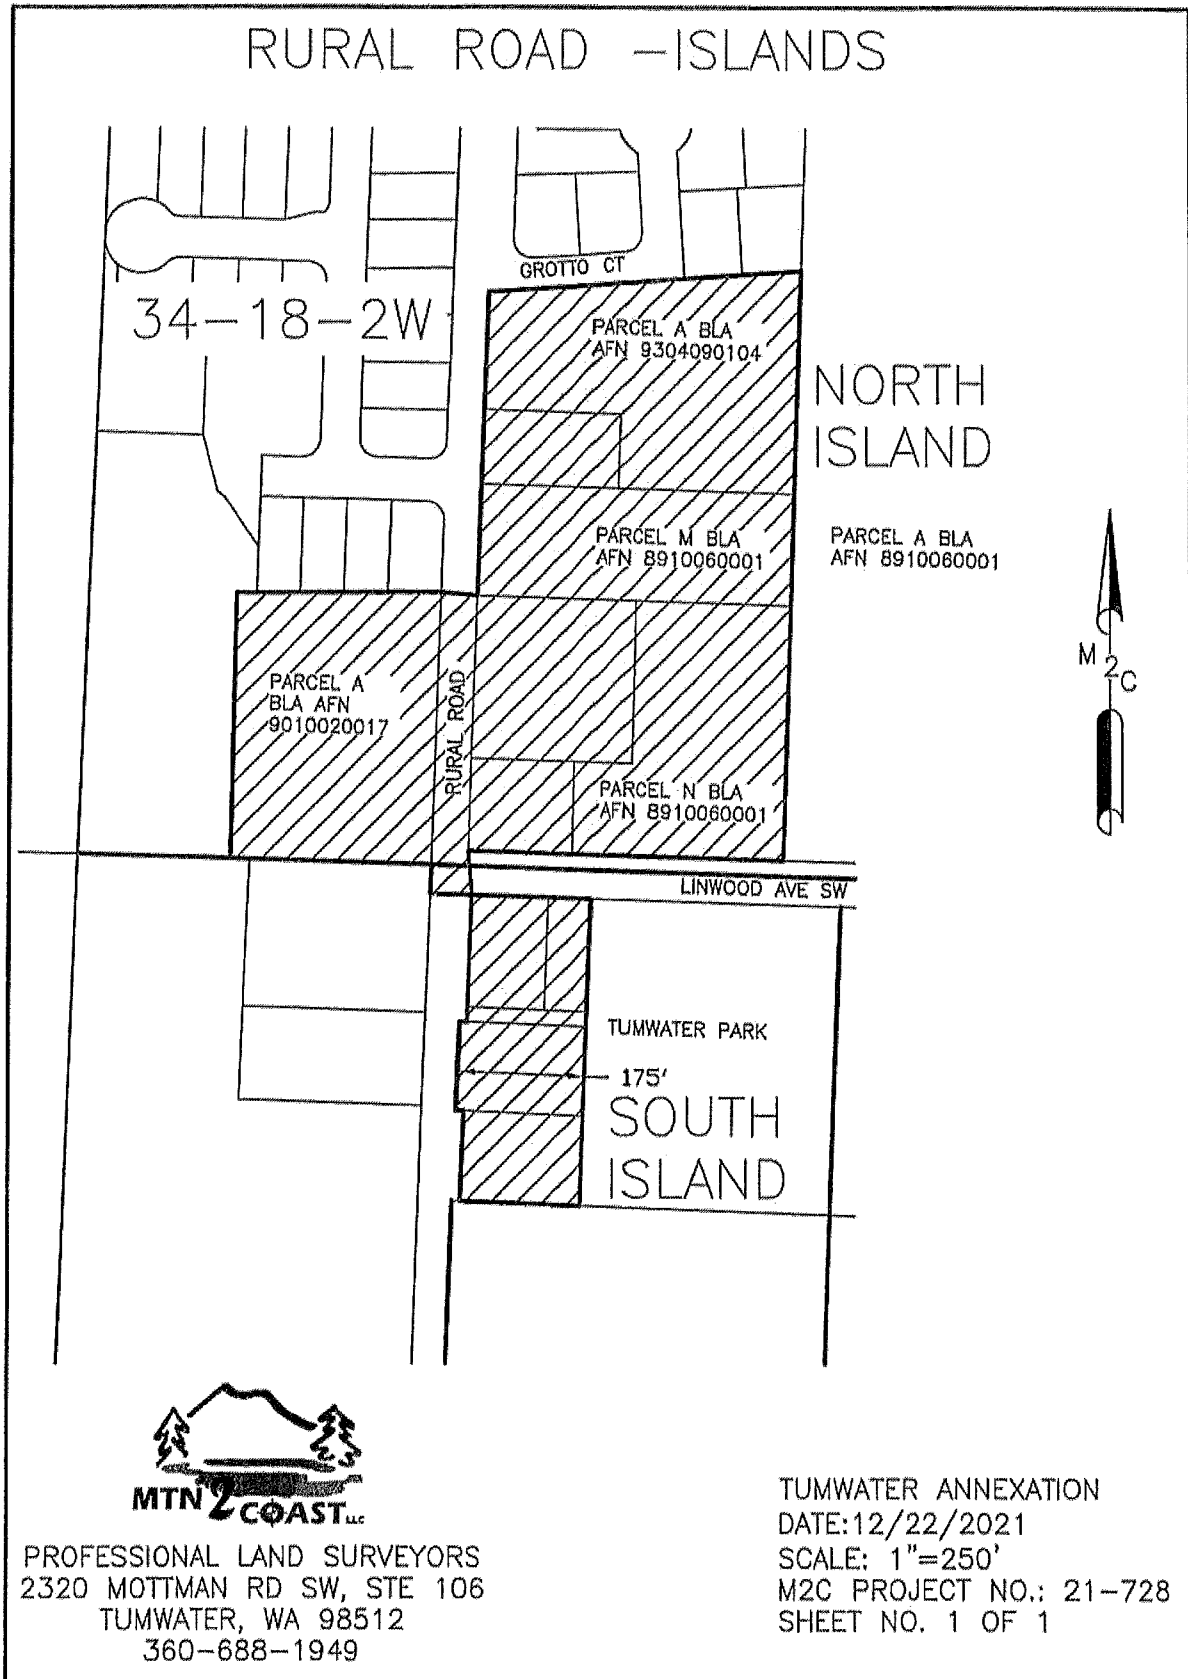 RURAL ROAD -ISLANDS
GROTTO CT
34-18-2W
PARCEL A BLA
AFN 9304090104
NORTH
ISLAND
PARCEL M BLA
AFN 8910060001
PARCEL A BLA
AFN 8910060001
M2C
PARCEL A
BLA AFN
9010020017
RURAL ROAD
PARCEL N BLA
AFN 8910060001
LINWOOD AVE SW
TUMWATER PARK
175'
SOUTH
ISLAND
MTN 2 COAST LLC
PROFESSIONAL LAND SURVEYORS
2320 MOTTMAN RD SW, STE 106
TUMWATER, WA 98512
360-688-1949
TUMWATER ANNEXATION
DATE:12/22/2021
SCALE: 1"=250'
M2C PROJECT NO.: 21-728
SHEET NO. 1 OF 1